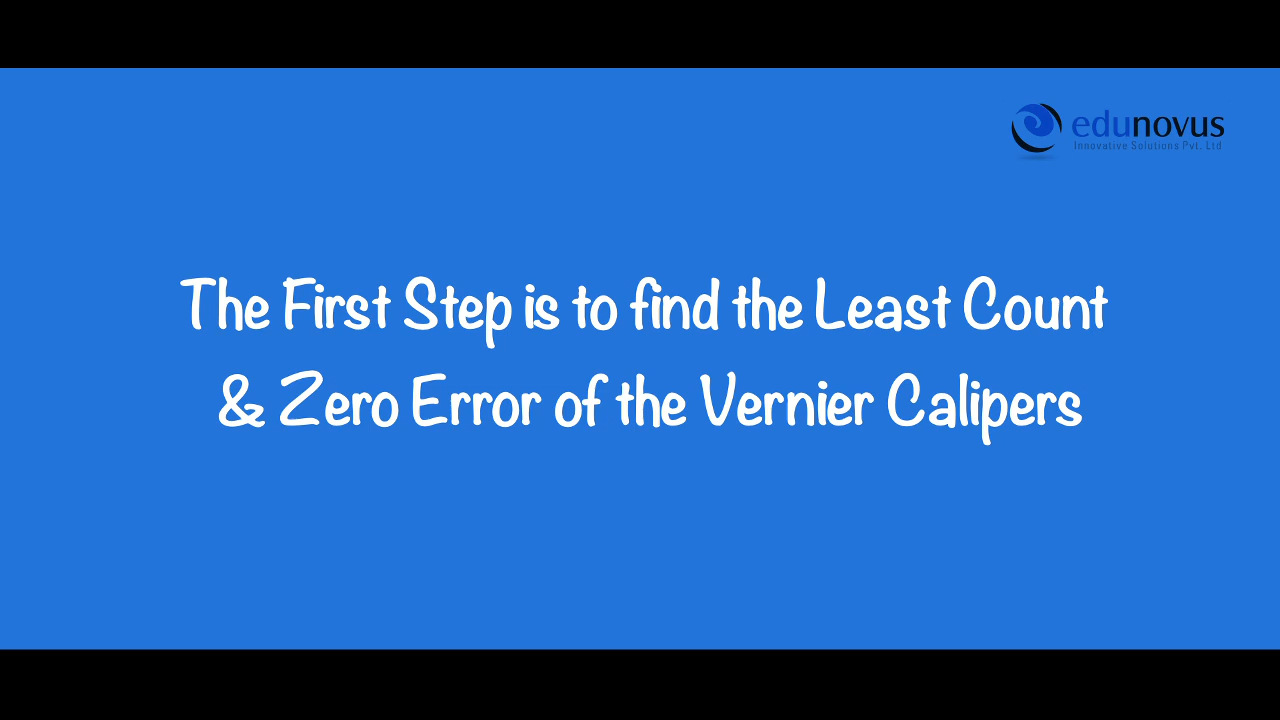 edunovus
Innovative Solutions Pvt. Ltd
The First Step is to find the Least Count
& Zero Error of the Vernier Calipers